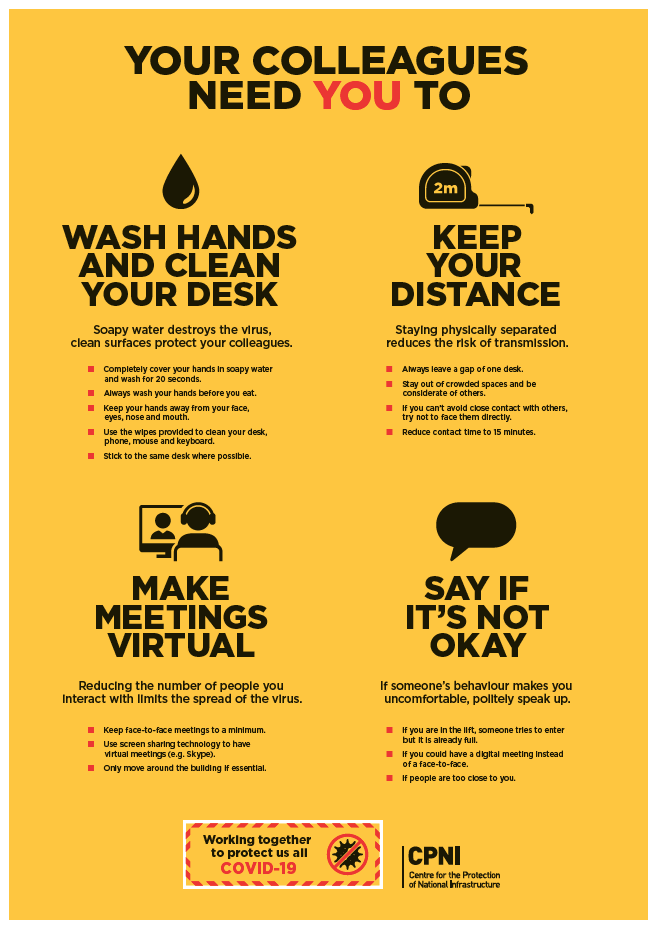 YOUR COLLEAGUES
NEED YOU TO
WASH HANDS
AND CLEAN
YOUR DESK
Soapy water destroys the virus,
clean surfaces protect your colleagues.
Completely cover your hands in soapy water
and wash for 20 seconds.
Always wash your hands before you eat.
Keep your hands away from your face,
eyes, nose and mouth.
Use the wipes provided to clean your desk,
phone, mouse and keyboard.
Stick to the same desk where possible.
2m
KEEP
YOUR
DISTANCE
Staying physically separated
reduces the risk of transmission.
Always leave a gap of one desk.
Stay out of crowded spaces and be
considerate of others.
If you can't avoid close contact with others,
try not to face them directly.
Reduce contact time to 15 minutes.
MAKE
MEETINGS
VIRTUAL
Reducing the number of people you
interact with limits the spread of the virus.
Keep face-to-face meetings to a minimum.
Use screen sharing technology to have
virtual meetings (e.g. Skype).
Only move around the building if essential.
SAY IF
IT'S NOT
OKAY
If someone's behaviour makes you
uncomfortable, politely speak up.
If you are in the lift, someone tries to enter
but it is already full.
If you could have a digital meeting instead
of a face-to-face.
If people are too close to you.
Working together
to protect us all
COVID-19
CPNI
Centre for the Protection
of National Infrastructure